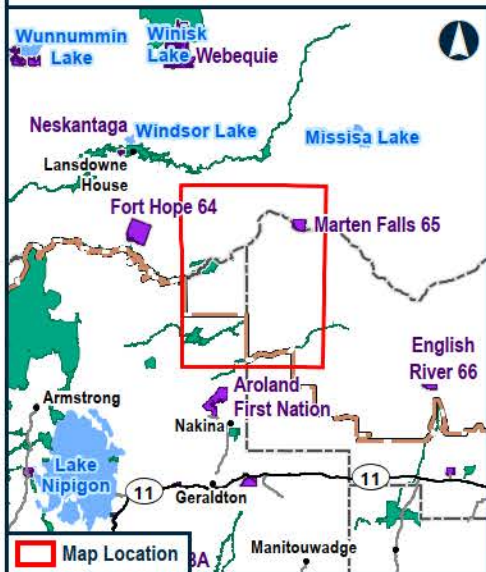 Wunnummin
Lake
Winisk
Lake
Webequie
Neskantaga
Windsor Lake
Missisa Lake
Lansdowne
House
Fort Hope 64
Marten Falls 65
English
River 66
Armstrong
Aroland
First Nation
Nakina
Lake
Nipigon
11
11
Geraldton
Map Location
3A
Manitouwadge